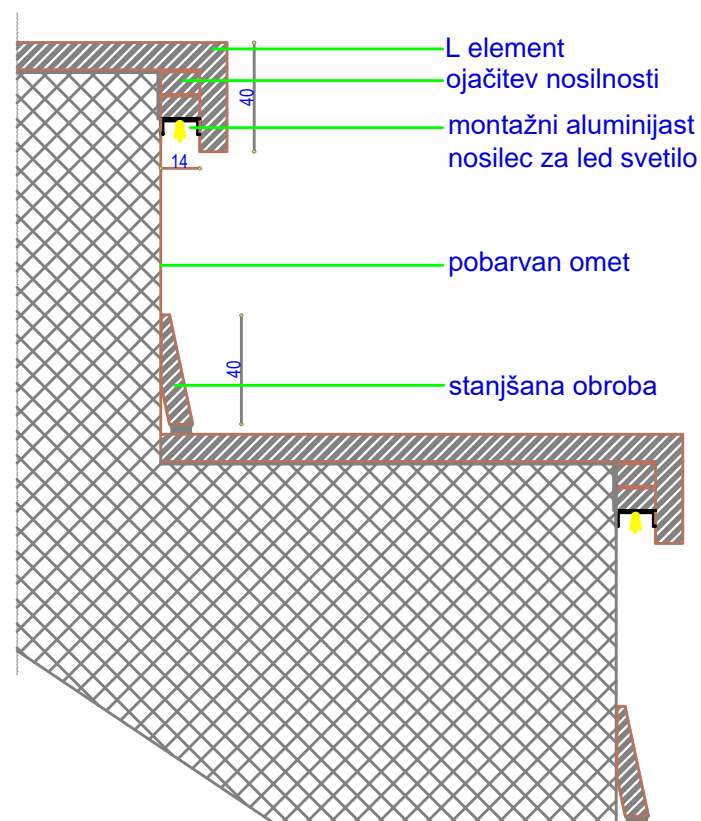 L element
ojačitev nosilnosti
40
montažni aluminijast
nosilec za led svetilo
14
pobarvan omet
40
stanjšana obroba